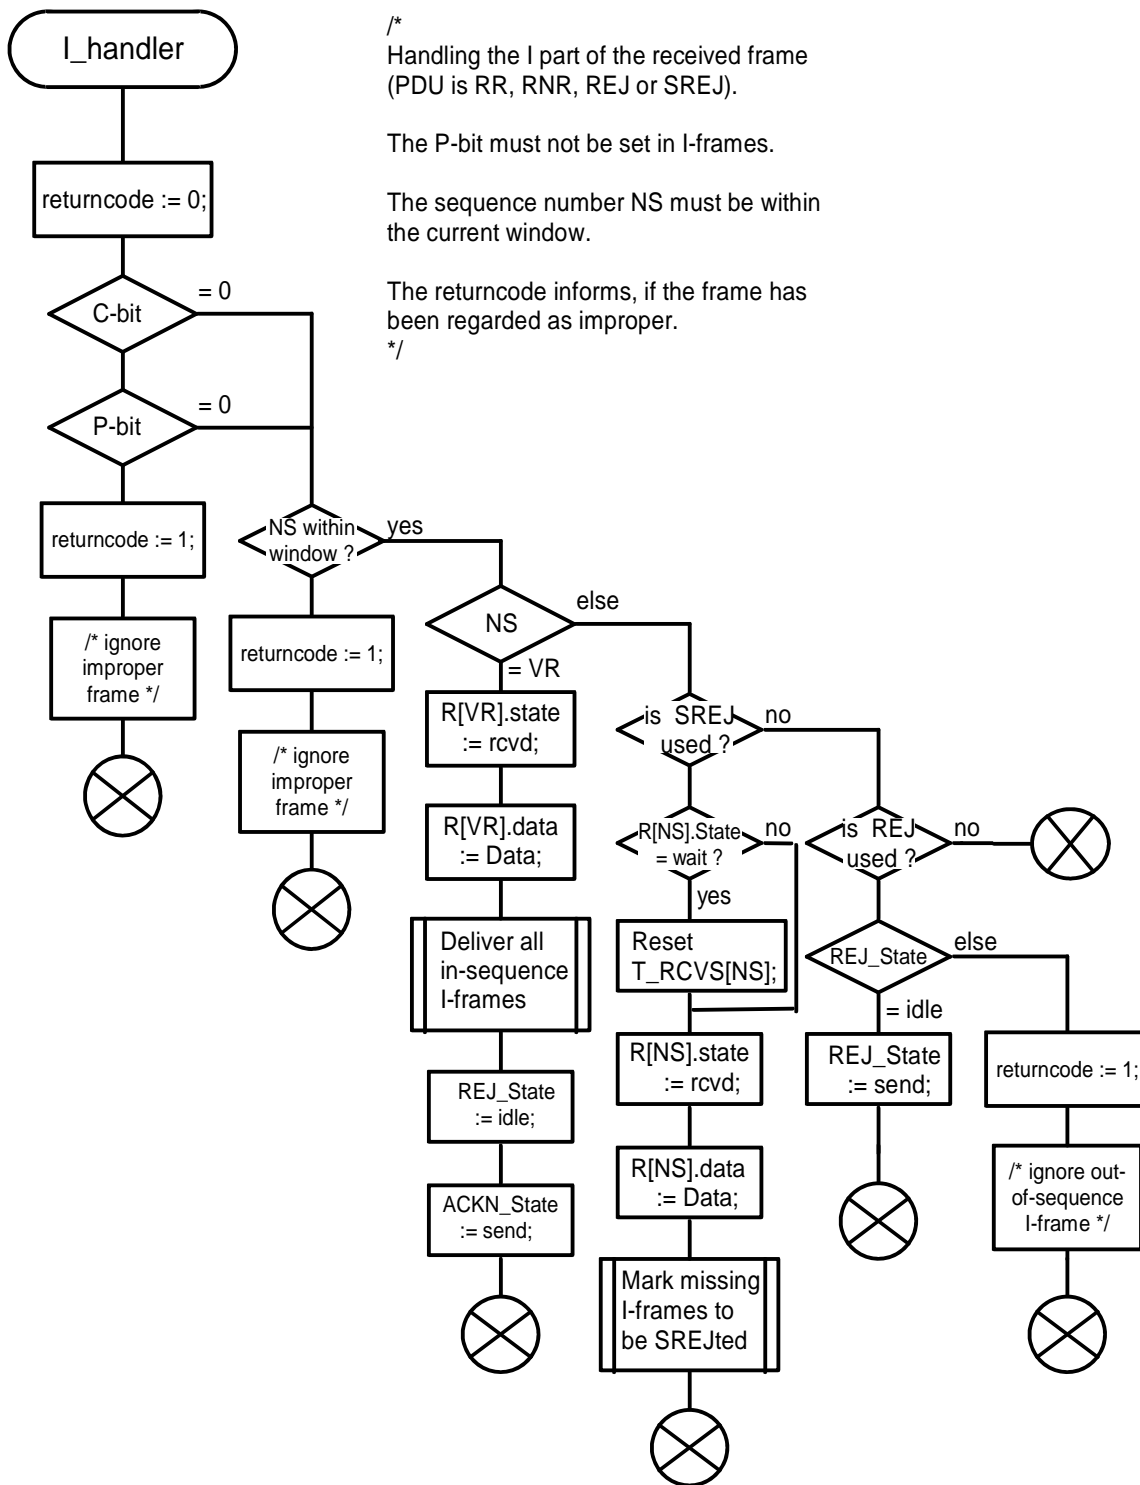 I_handler
/*
Handling the I part of the received frame
(PDU is RR, RNR, REJ or SREJ).
The P-bit must not be set in I-frames.
The sequence number NS must be within
the current window.
The returncode informs, if the frame has
been regarded as improper.
*/
returncode := 0;
C-bit
= 0
P-bit
= 0
returncode := 1;
/* ignore
improper
frame */
NS within
window ?
yes
returncode := 1;
/* ignore
improper
frame */
NS
else
= VR
R[VR].state
:= rcvd;
R[VR].data
:= Data;
Deliver all
in-sequence
I-frames
REJ_State
:= idle;
ACKN_State
:= send;
is SREJ
used ?
no
R[NS].State
= wait ?
no
yes
Reset
T_RCVS[NS];
R[NS].state
:= rcvd;
R[NS].data
:= Data;
Mark missing
I-frames to
be SREJted
is REJ
used ?
no
REJ_State
else
= idle
REJ_State
:= send;
returncode := 1;
/* ignore out-
of-sequence
I-frame */